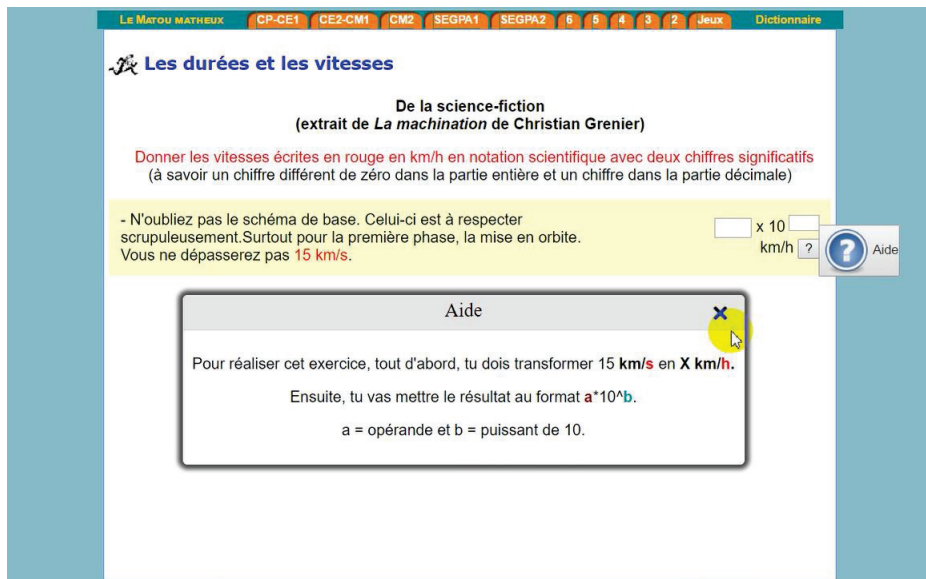 LE MATOU MATHEUX CP-CE1 CE2-CM1 CM2 SEGPA1 SEGPA2 6 5 4 3 2 Jeux Dictionnaire
Les durées et les vitesses
De la science-fiction
(extrait de La machination de Christian Grenier)
Donner les vitesses écrites en rouge en km/h en notation scientifique avec deux chiffres significatifs
(à savoir un chiffre différent de zéro dans la partie entière et un chiffre dans la partie décimale)
- N'oubliez pas le schéma de base. Celui-ci est à respecter
scrupuleusement.Surtout pour la première phase, la mise en orbite.
Vous ne dépasserez pas 15 km/s.
x 10
km/h ?
Aide
Aide
Pour réaliser cet exercice, tout d'abord, tu dois transformer 15 km/s en X km/h.
Ensuite, tu vas mettre le résultat au format a*10^b.
a = opérande et b = puissant de 10.